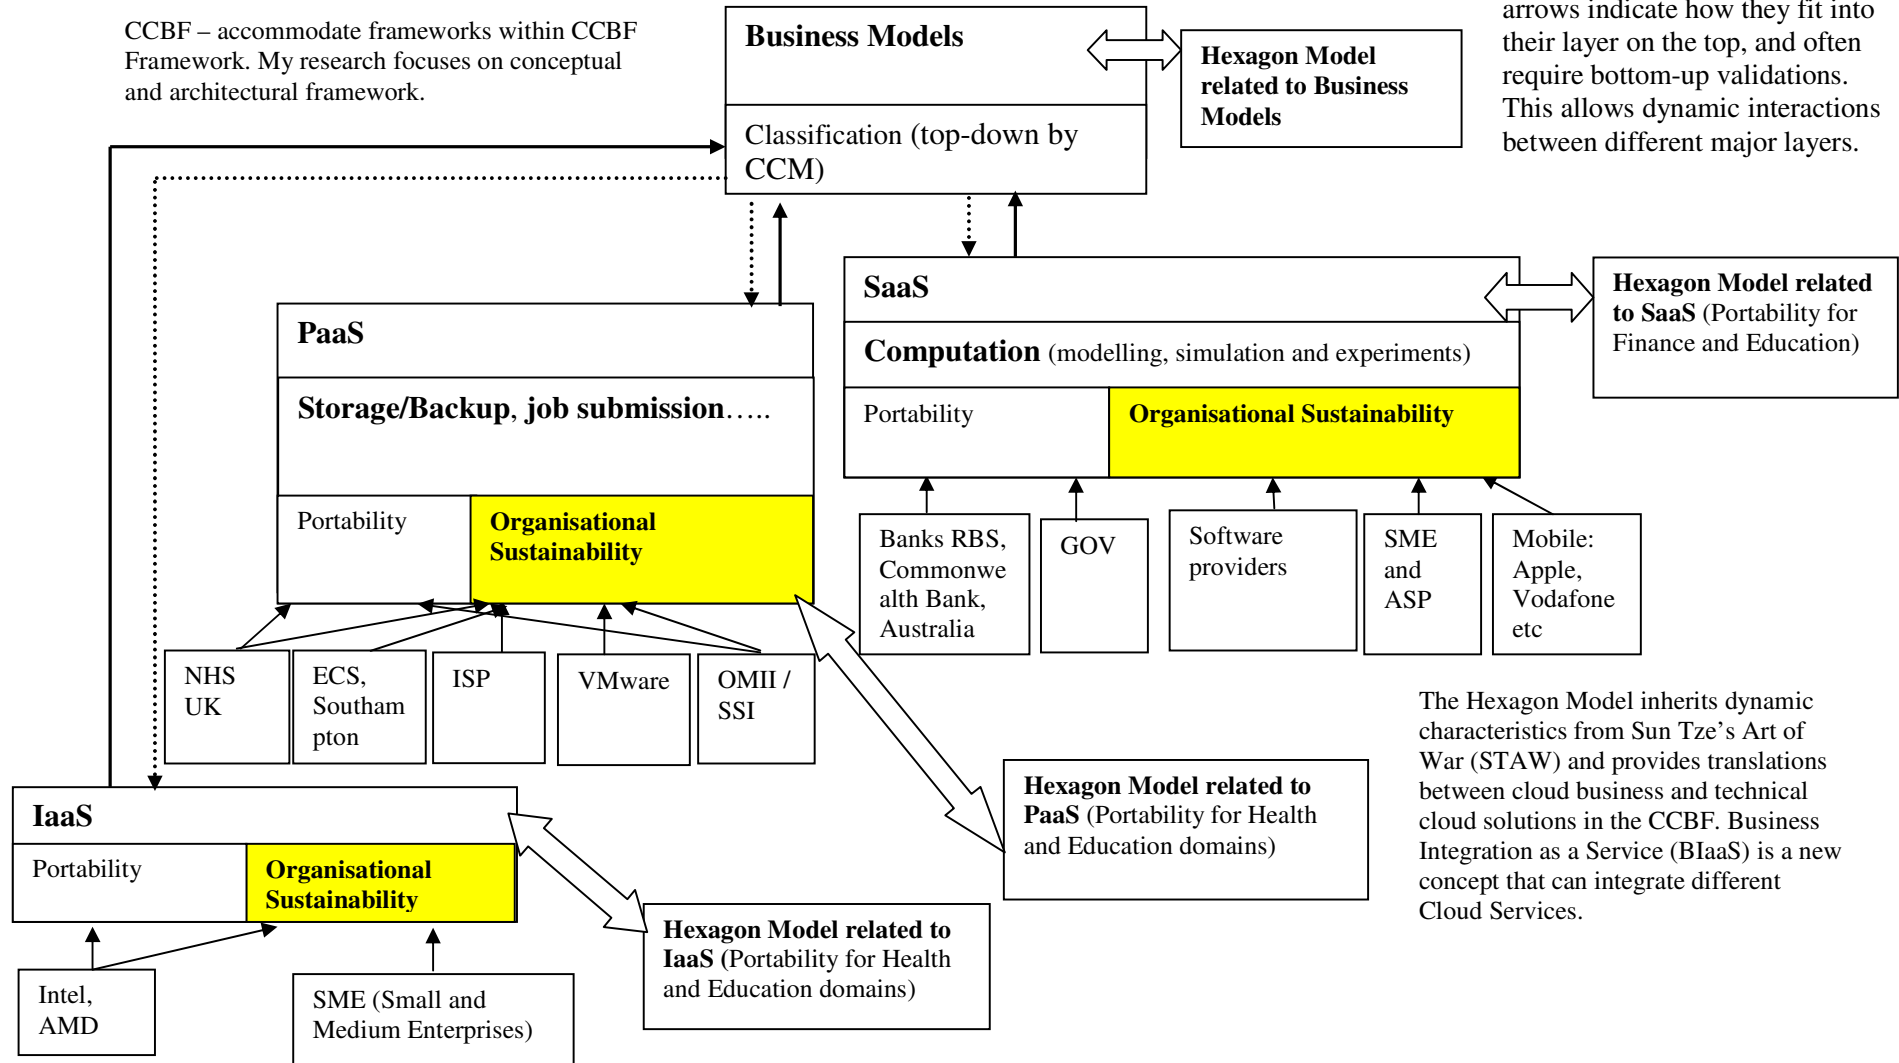 CCBF – accommodate frameworks within CCBF
Framework. My research focuses on conceptual
and architectural framework.
Business Models
Classification (top-down by
CCM)
Hexagon Model
related to Business
Models
arrows indicate how they fit into
their layer on the top, and often
require bottom-up validations.
This allows dynamic interactions
between different major layers.
PaaS
Storage/Backup, job submission…..
Portability
Organisational
Sustainability
SaaS
Computation (modelling, simulation and experiments)
Portability
Organisational Sustainability
Hexagon Model related
to SaaS (Portability for
Finance and Education)
Banks RBS,
Commonwe
alth Bank,
Australia
GOV
Software
providers
SME
and
ASP
Mobile:
Apple,
Vodafone
etc
NHS
UK
ECS,
Southam
pton
ISP
VMware
OMII /
SSI
Hexagon Model related to
PaaS (Portability for Health
and Education domains)
The Hexagon Model inherits dynamic
characteristics from Sun Tze’s Art of
War (STAW) and provides translations
between cloud business and technical
cloud solutions in the CCBF. Business
Integration as a Service (BIaaS) is a new
concept that can integrate different
Cloud Services.
IaaS
Portability
Organisational
Sustainability
Hexagon Model related to
IaaS (Portability for Health
and Education domains)
Intel,
AMD
SME (Small and
Medium Enterprises)